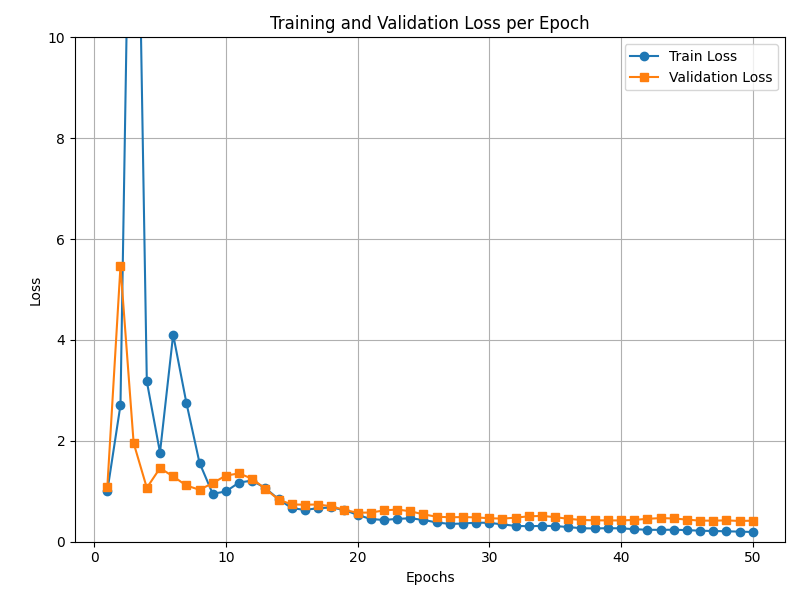 Training and Validation Loss per Epoch
Train Loss
Validation Loss
Loss
10
8
6
4
2
0
0 10 20 30 40 50
Epochs